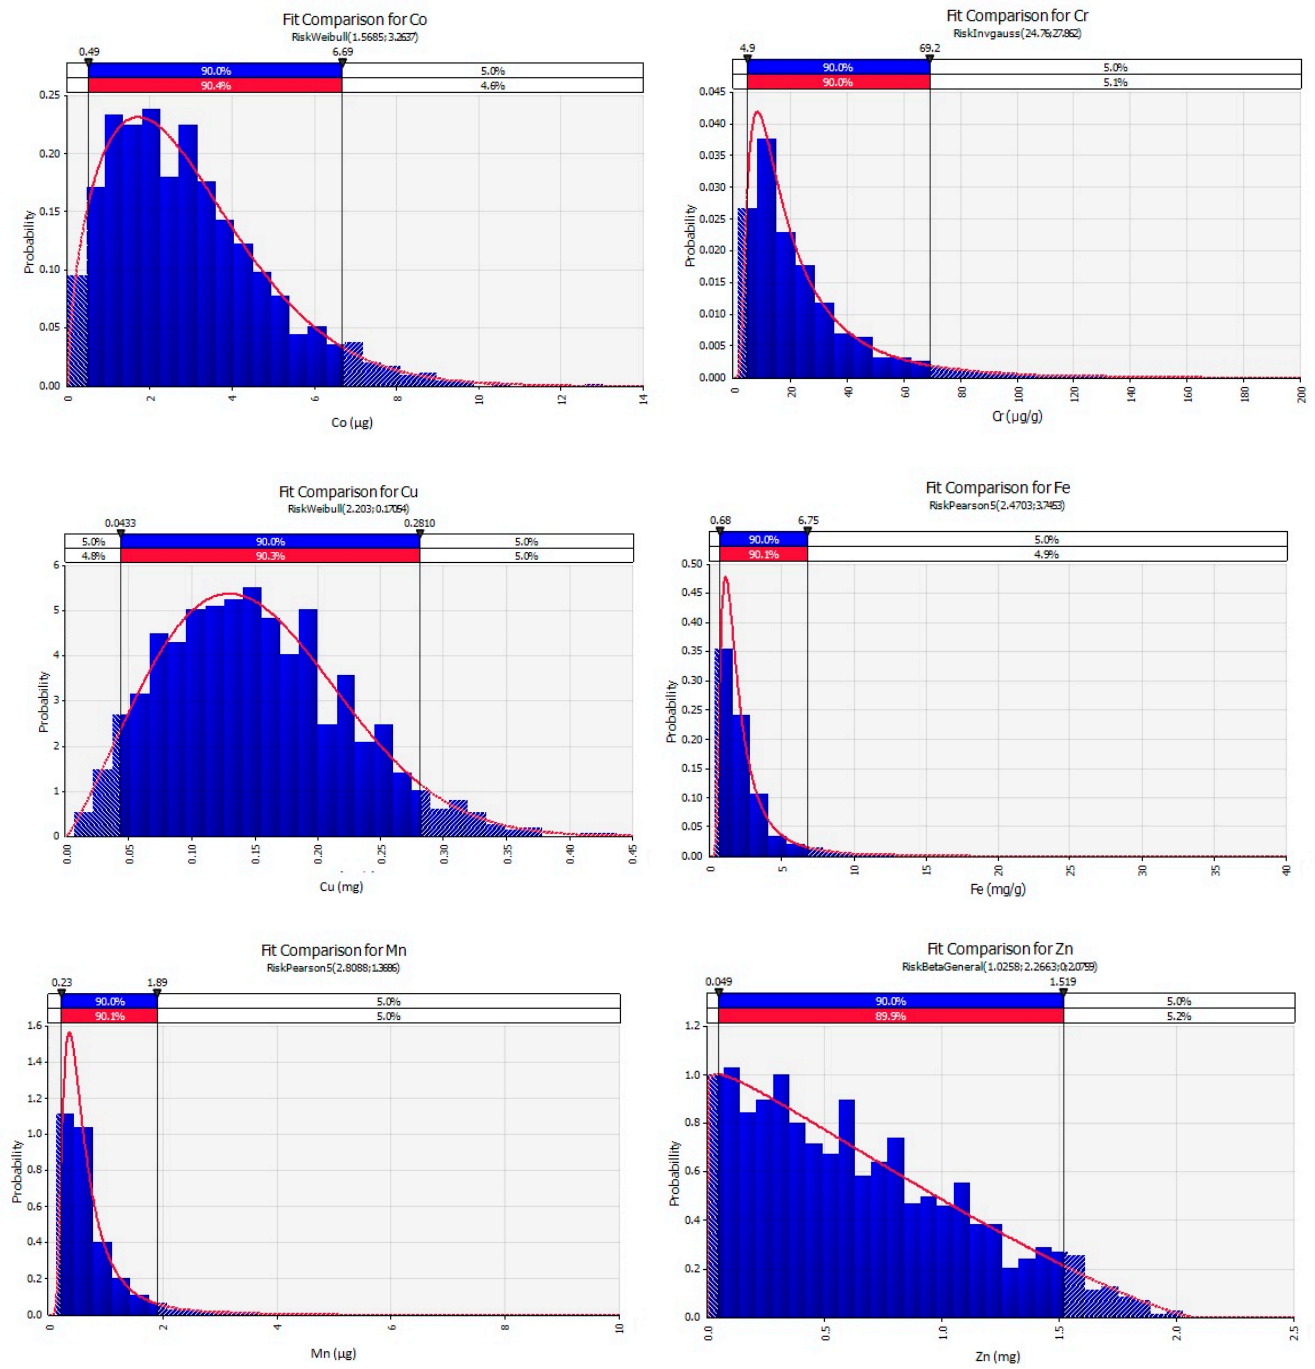 Fit Comparison for Co
RiskWeibull(1.5685;3.2637)
0.49 6.69
90.0% 5.0%
90.4% 4.6%
0.25
0.20
0.15
0.10
0.05
0.00
Probability
0 2 4 6 8 10 12 14
Co (µg)
Fit Comparison for Cr
RiskInvgauss(24.76;27.862)
4.9 69.2
90.0% 5.0%
90.0% 5.1%
0.045
0.040
0.035
0.030
0.025
0.020
0.015
0.010
0.005
0.000
Probability
0 20 40 60 80 100 120 140 160 180 200
Cr (µg/g)
Fit Comparison for Cu
RiskWeibull(2.203;0.17054)
0.0433 0.2810
5.0% 90.0% 5.0%
4.8% 90.3% 5.0%
6
5
4
3
2
1
0
Probability
0.00 0.05 0.10 0.15 0.20 0.25 0.30 0.35 0.40 0.45
Cu (mg)
Fit Comparison for Fe
RiskPearson5(2.4703;3.7453)
0.68 6.75
90.0% 5.0%
90.1% 4.9%
0.50
0.45
0.40
0.35
0.30
0.25
0.20
0.15
0.10
0.05
0.00
Probability
0 5 10 15 20 25 30 35 40
Fe (mg/g)
Fit Comparison for Mn
RiskPearson5(2.8088;1.3686)
0.23 1.89
90.0% 5.0%
90.1% 5.0%
1.6
1.4
1.2
1.0
0.8
0.6
0.4
0.2
0.0
Probability
0 2 4 6 8 10
Mn (µg)
Fit Comparison for Zn
RiskBetaGeneral(1.0258;2.2663;0;2.0759)
0.049 1.519
90.0% 5.0%
89.9% 5.2%
1.2
1.0
0.8
0.6
0.4
0.2
0.0
Probability
0.0 0.5 1.0 1.5 2.0 2.5
Zn (mg)